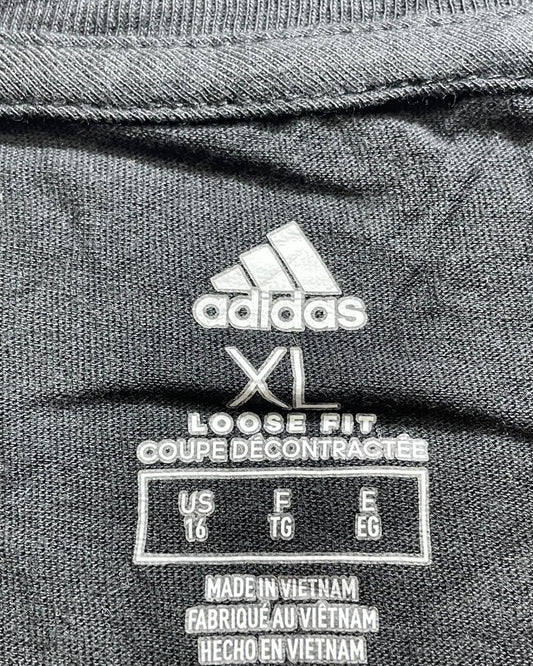 adidas
XL
LOOSE FIT
COUPE DÉCONTRACTÉE
US F E
16 TG EG
MADE IN VIETNAM
FABRIQUÉ AU VIÊTNAM
HECHO EN VIETNAM